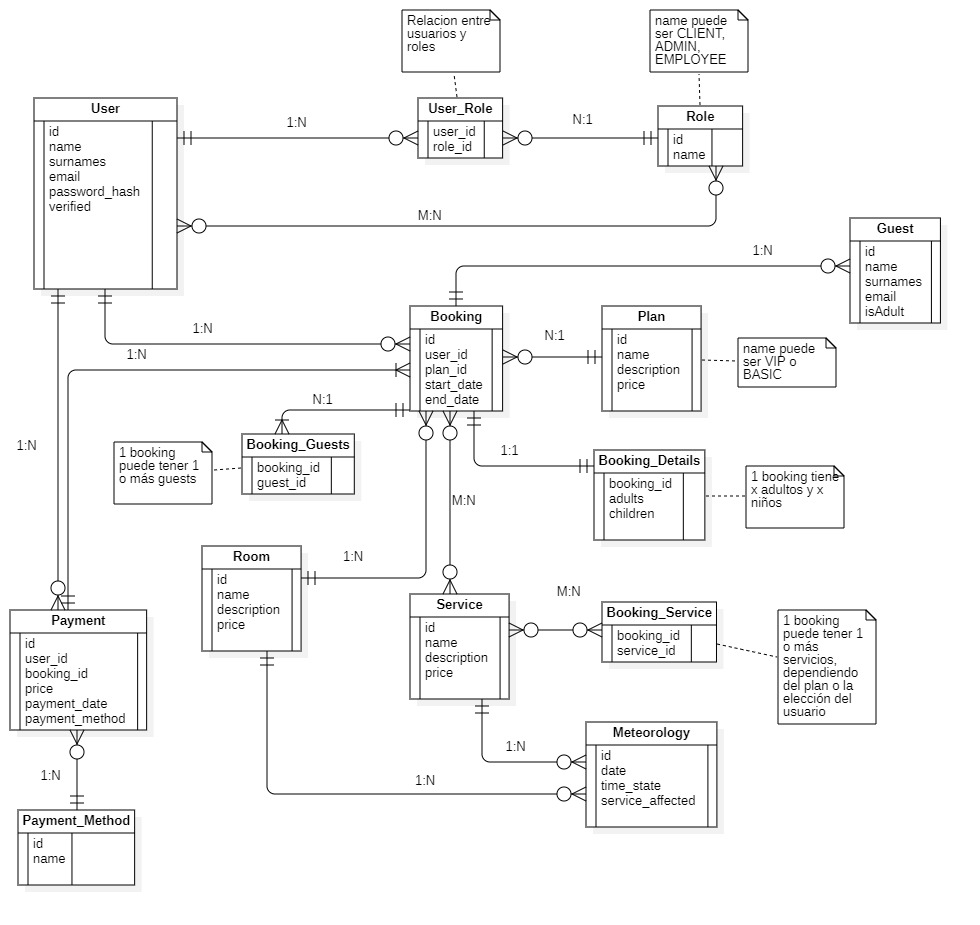 Relacion entre
usuarios y
roles
name puede
ser CLIENT,
ADMIN,
EMPLOYEE
User
id
name
surnames
email
password_hash
verified
1:N
User_Role
user_id
role_id
N:1
Role
id
name
M:N
Guest
id
name
surnames
email
isAdult
1:N
Booking
id
user_id
plan_id
start_date
end_date
1:N
1:N
N:1
Plan
id
name
description
price
name puede
ser VIP o
BASIC
N:1
Booking_Guests
booking_id
guest_id
1 booking
puede tener 1
o más guests
1:N
1:1
Booking_Details
booking_id
adults
children
1 booking tiene
x adultos y x
niños
M:N
Room
id
name
description
price
1:N
Service
id
name
description
price
M:N
Booking_Service
booking_id
service_id
1 booking
puede tener 1
o más
servicios,
dependiendo
del plan o la
elección del
usuario
Payment
id
user_id
booking_id
price
payment_date
payment_method
1:N
Meteorology
id
date
time_state
service_affected
1:N
1:N
Payment_Method
id
name